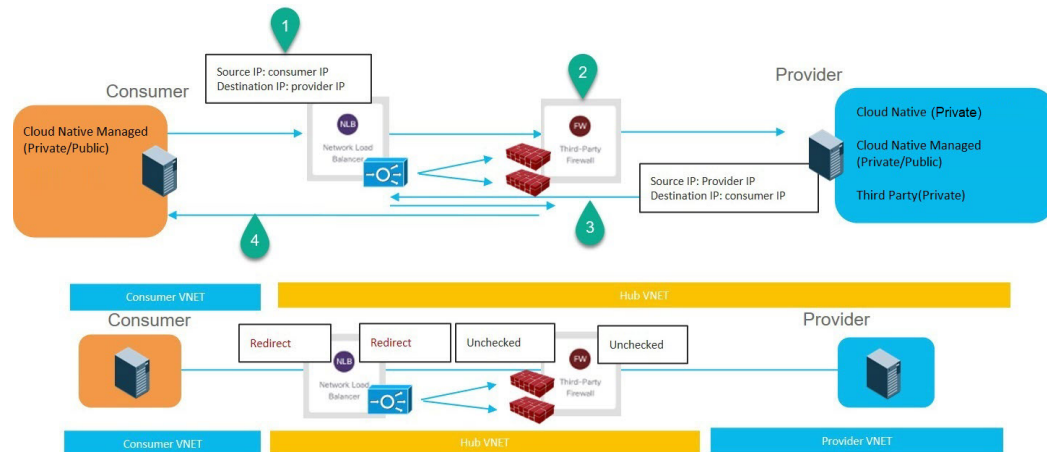 1
Source IP: consumer IP
Destination IP: provider IP
2
Consumer
Provider
Cloud Native Managed
(Private/Public)
NLB
Network Load
Balancer
FW
Third-Party
Firewall
Cloud Native (Private)
Cloud Native Managed
(Private/Public)
Third Party(Private)
Source IP: Provider IP
Destination IP: consumer IP
4
3
Consumer VNET
Hub VNET
Consumer
Provider
Redirect
Redirect
Unchecked
Unchecked
NLB
Network Load
Balancer
FW
Third-Party
Firewall
Consumer VNET
Hub VNET
Provider VNET